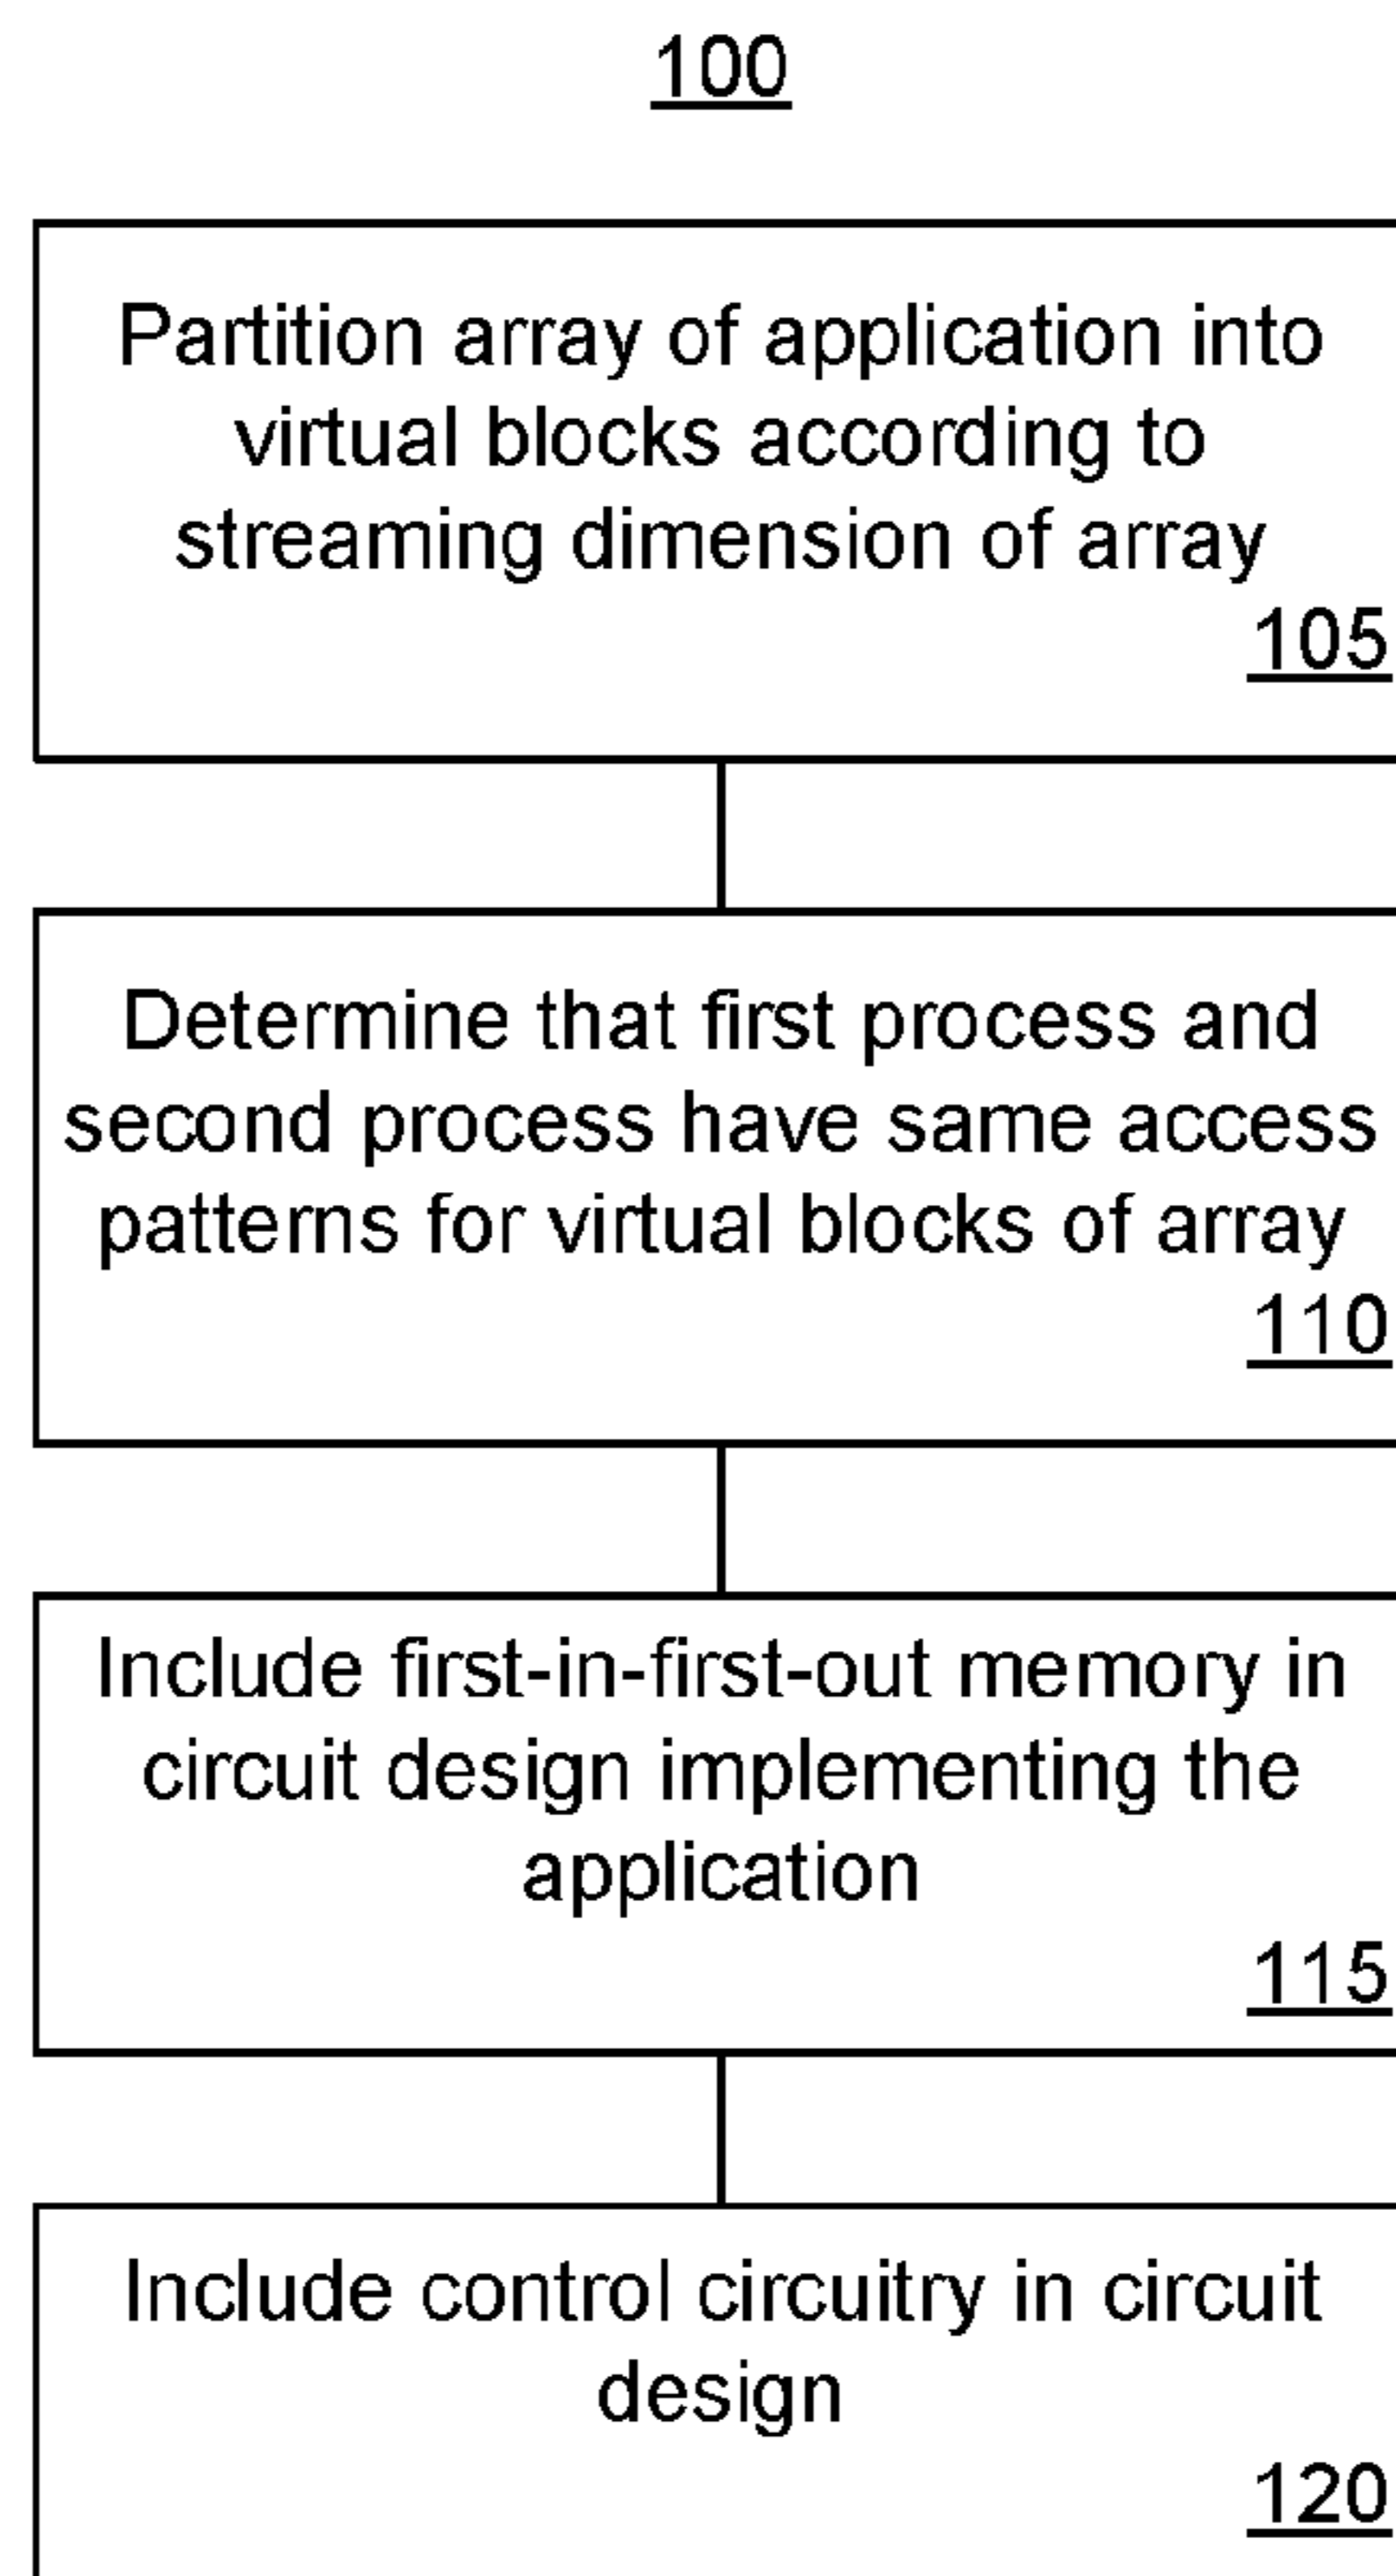 100
Partition array of application into
virtual blocks according to
streaming dimension of array
105
Determine that first process and
second process have same access
patterns for virtual blocks of array
110
Include first-in-first-out memory in
circuit design implementing the
application
115
Include control circuitry in circuit
design
120